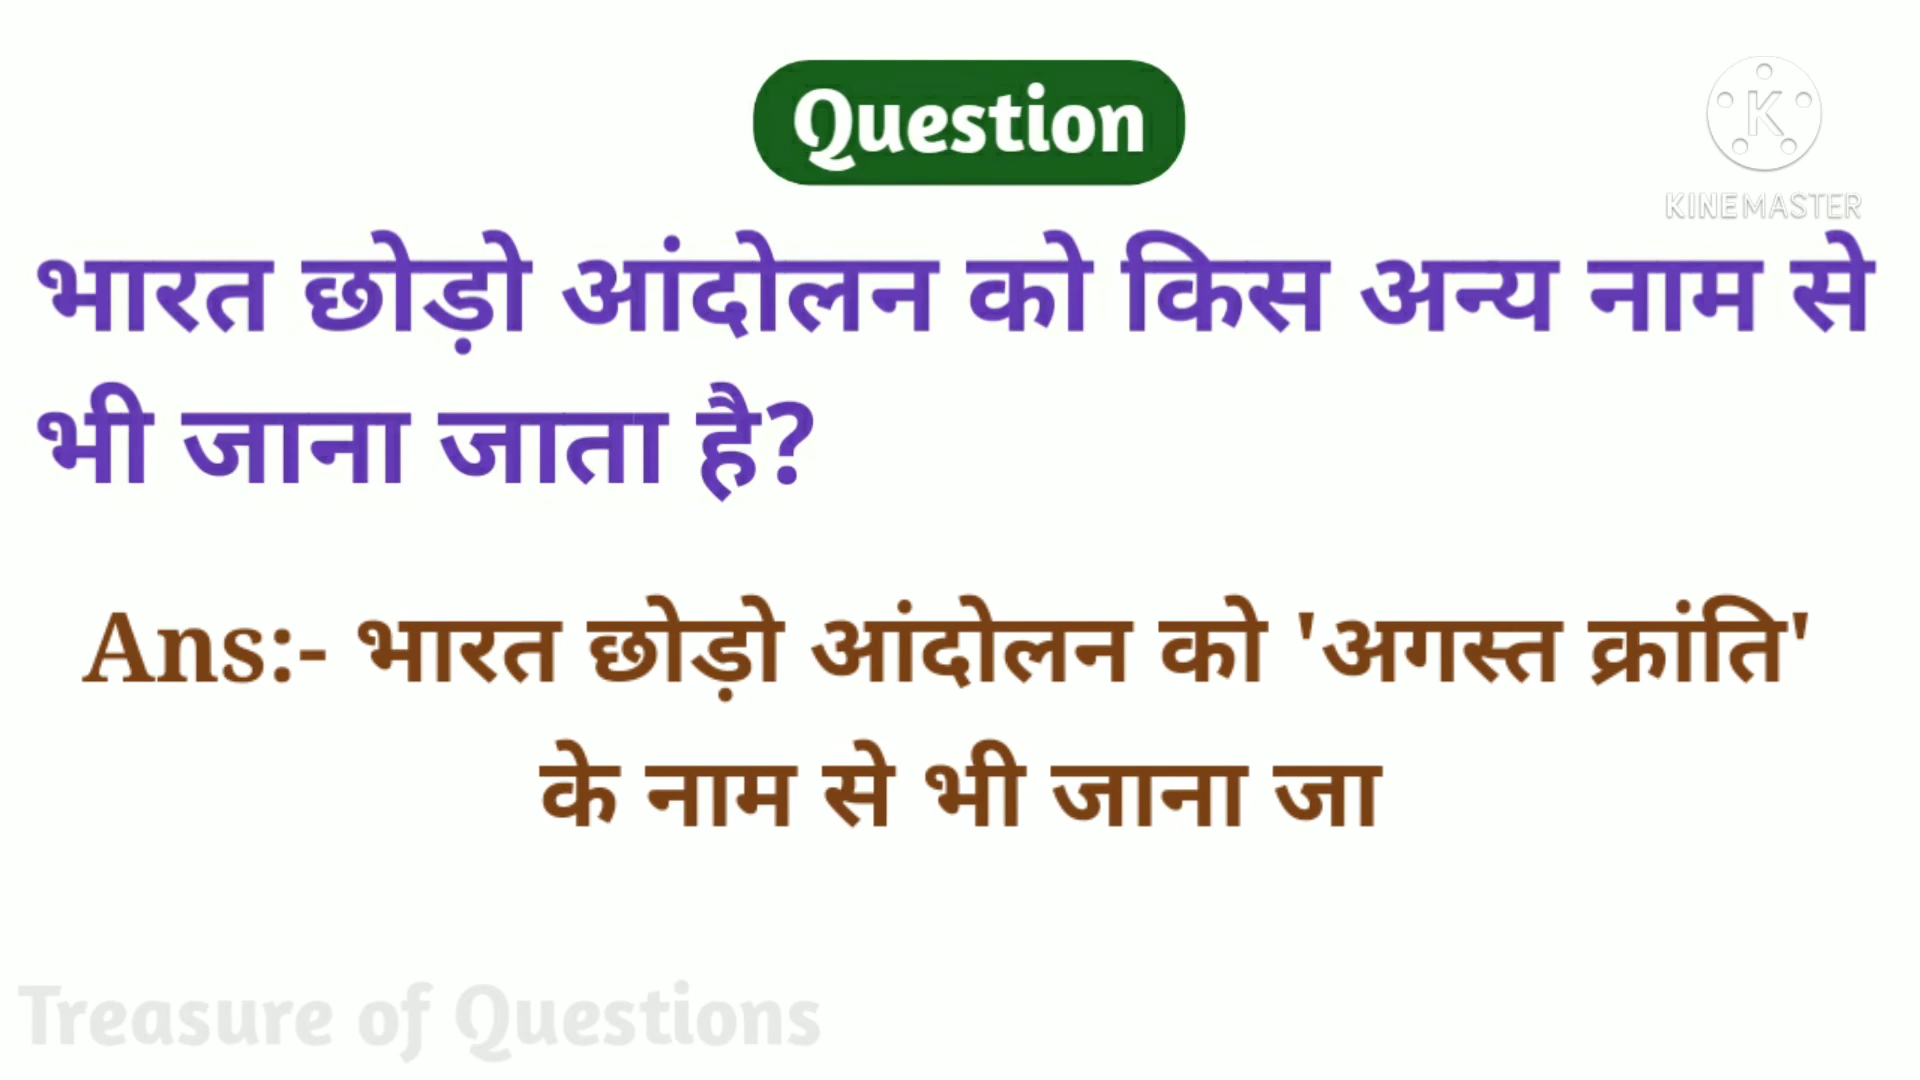 Question
K
KINEMASTER
भारत छोड़ो आंदोलन को किस अन्य नाम से
भी जाना जाता है?
Ans:- भारत छोड़ो आंदोलन को 'अगस्त क्रांति'
के नाम से भी जाना जा
Treasure of Questions